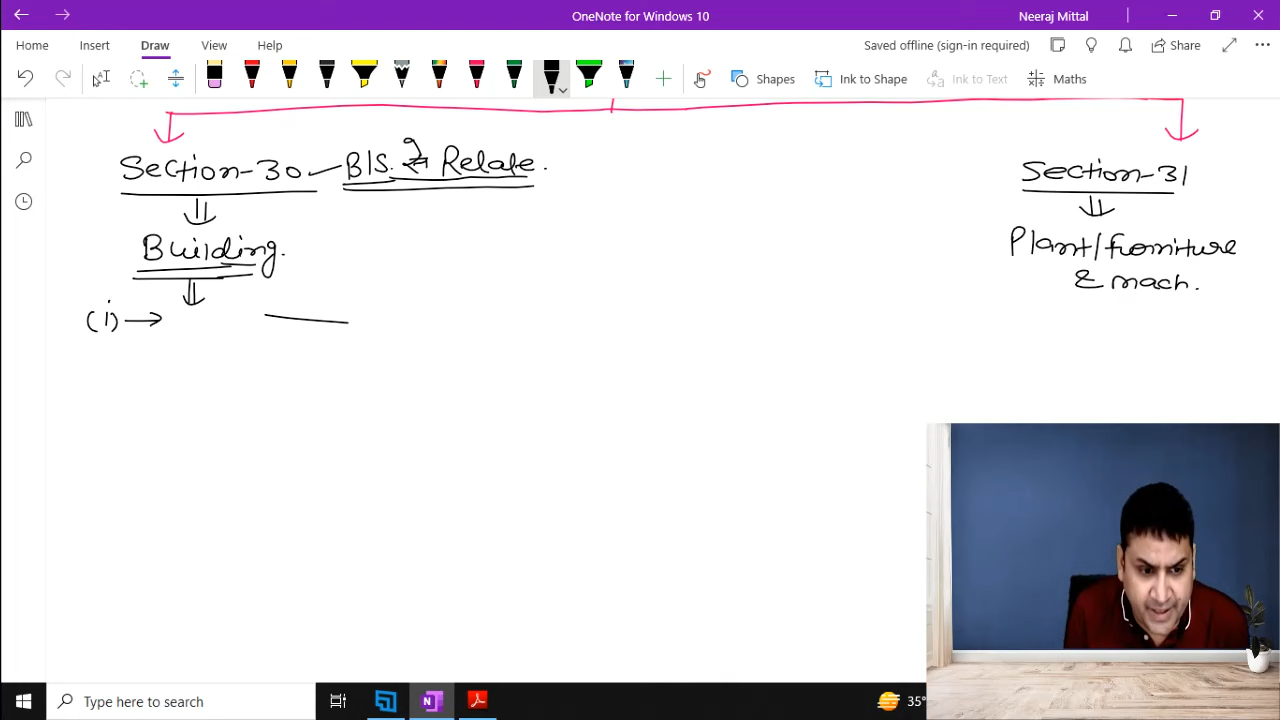 OneNote for Windows 10
Neeraj Mittal
Home Insert Draw View Help
Saved offline (sign-in required)
Share
Shapes
Ink to Shape
Ink to Text
Maths
Section-30 B/S. से Relate.
Section-31
Building.
Plant/furniture
& mach.
(i) →
Type here to search
35°